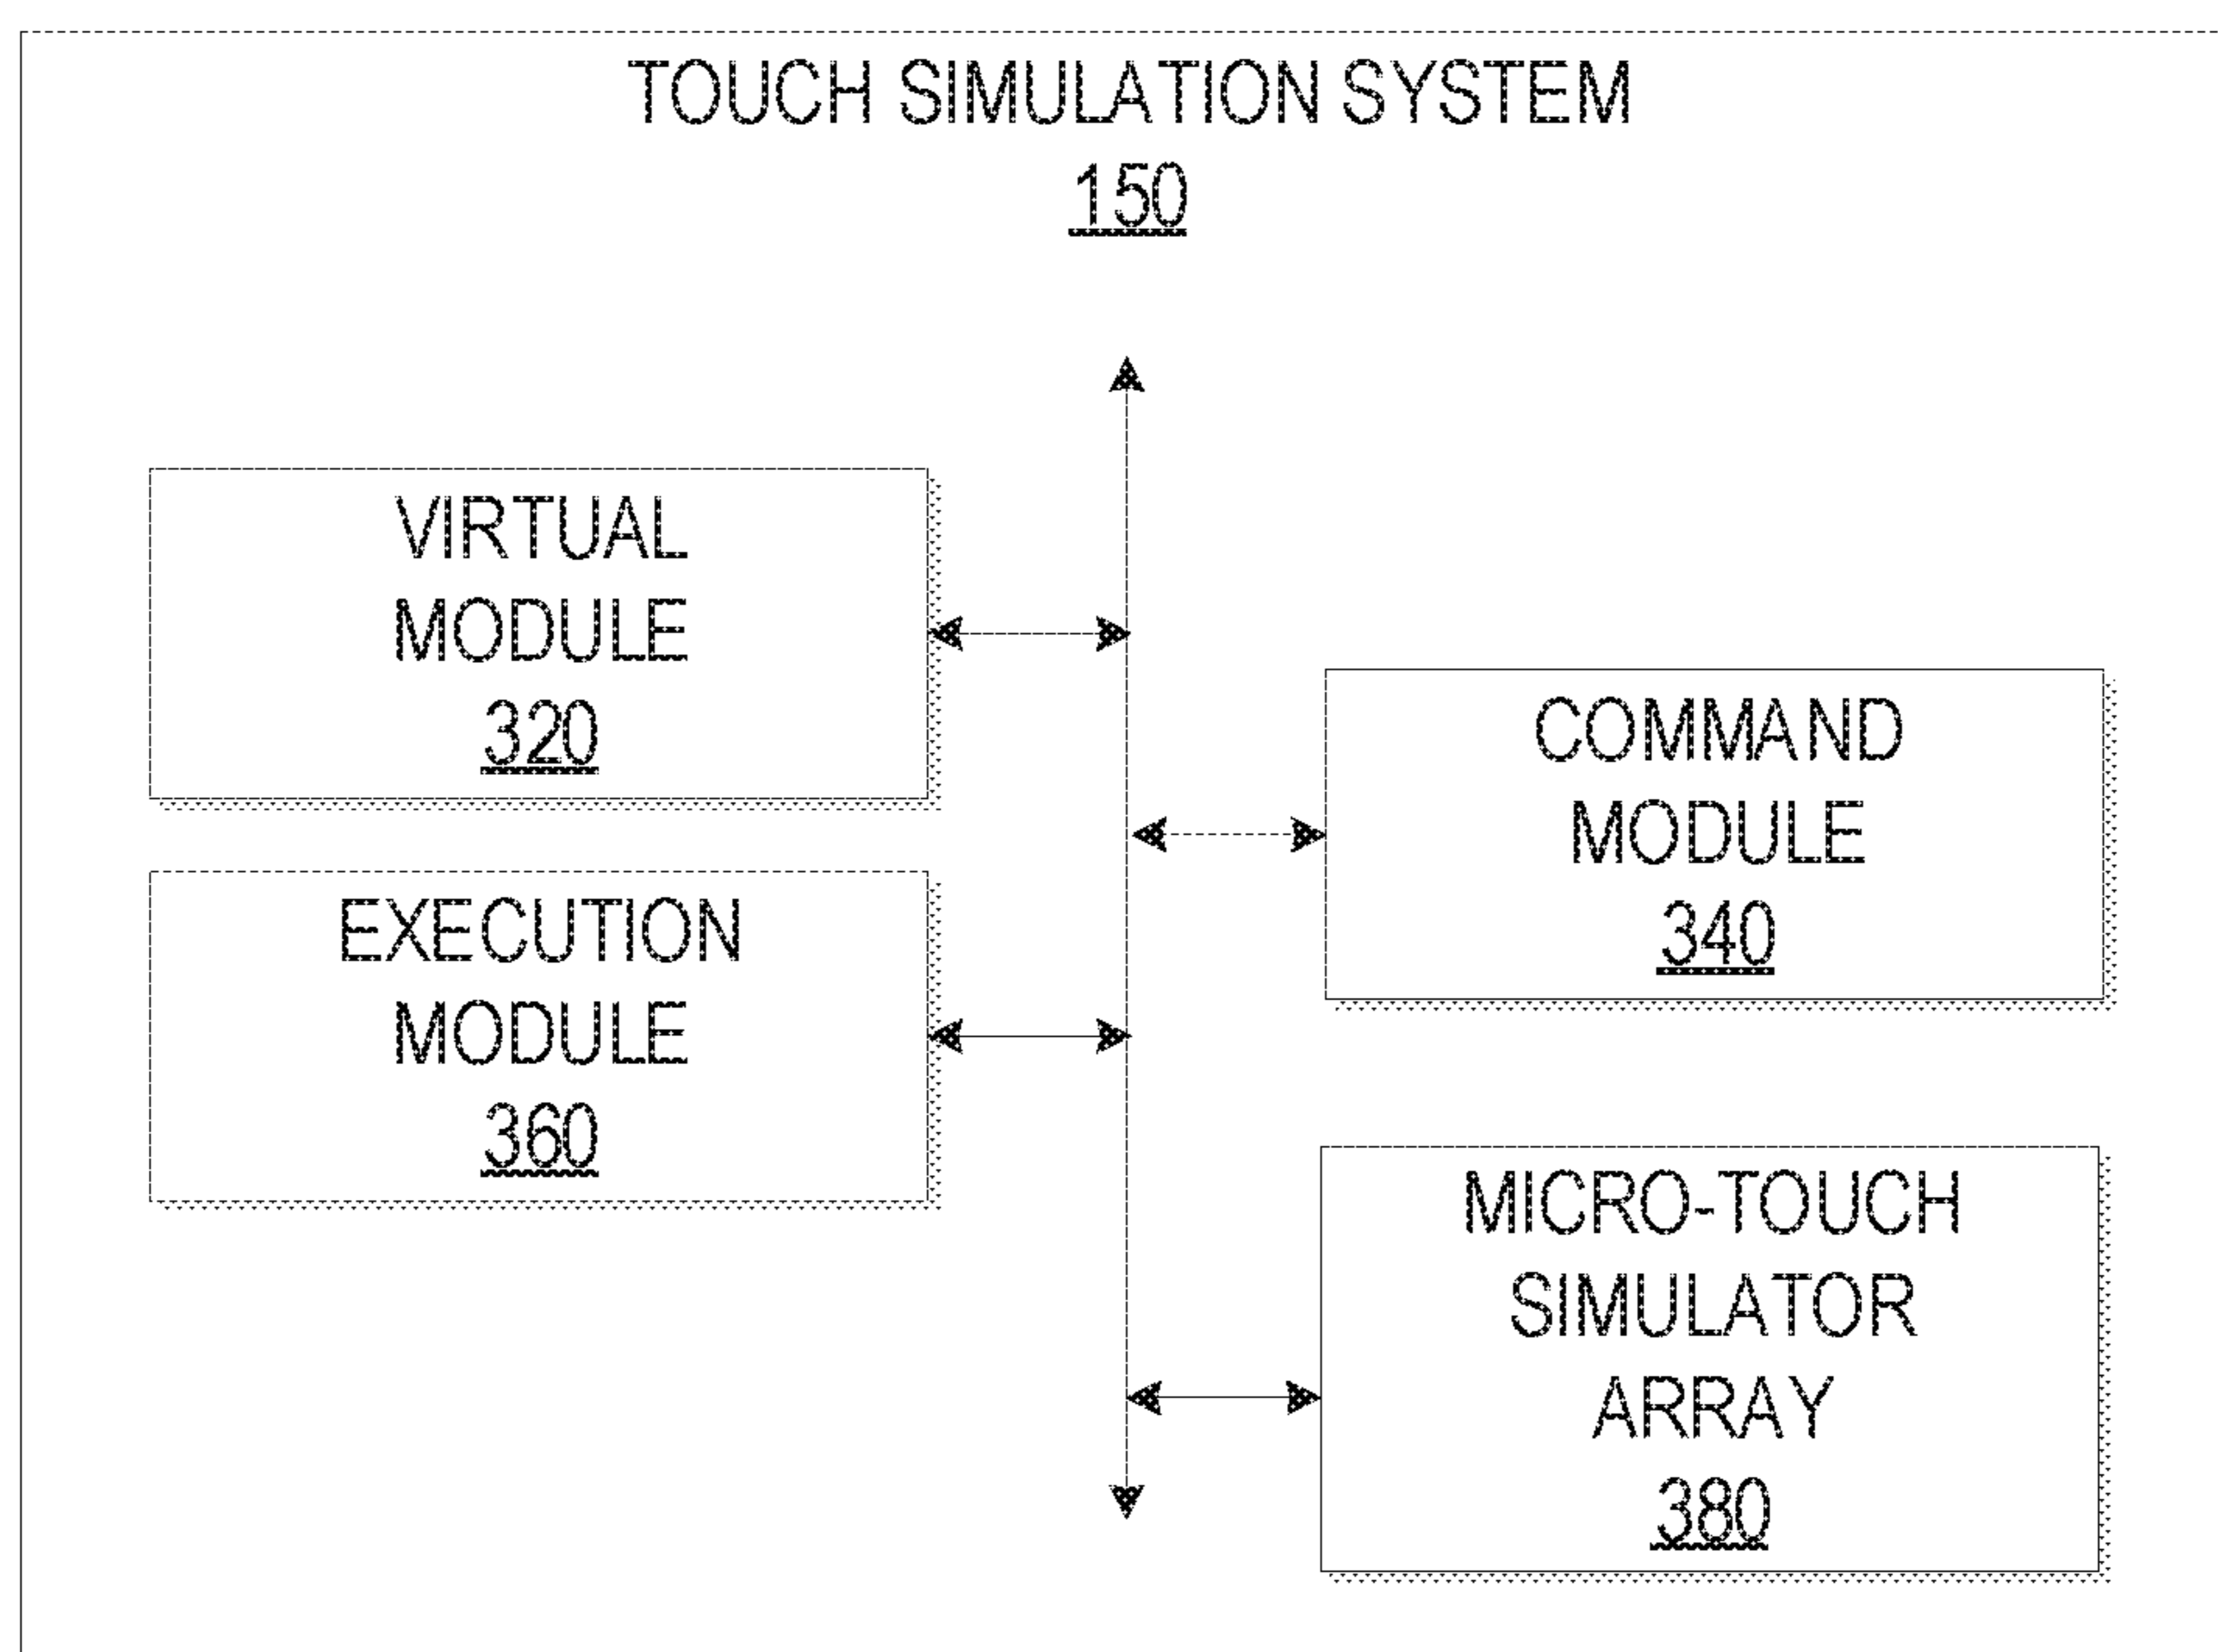 TOUCH SIMULATION SYSTEM
150
VIRTUAL
MODULE
320
COMMAND
MODULE
340
EXECUTION
MODULE
360
MICRO-TOUCH
SIMULATOR
ARRAY
380